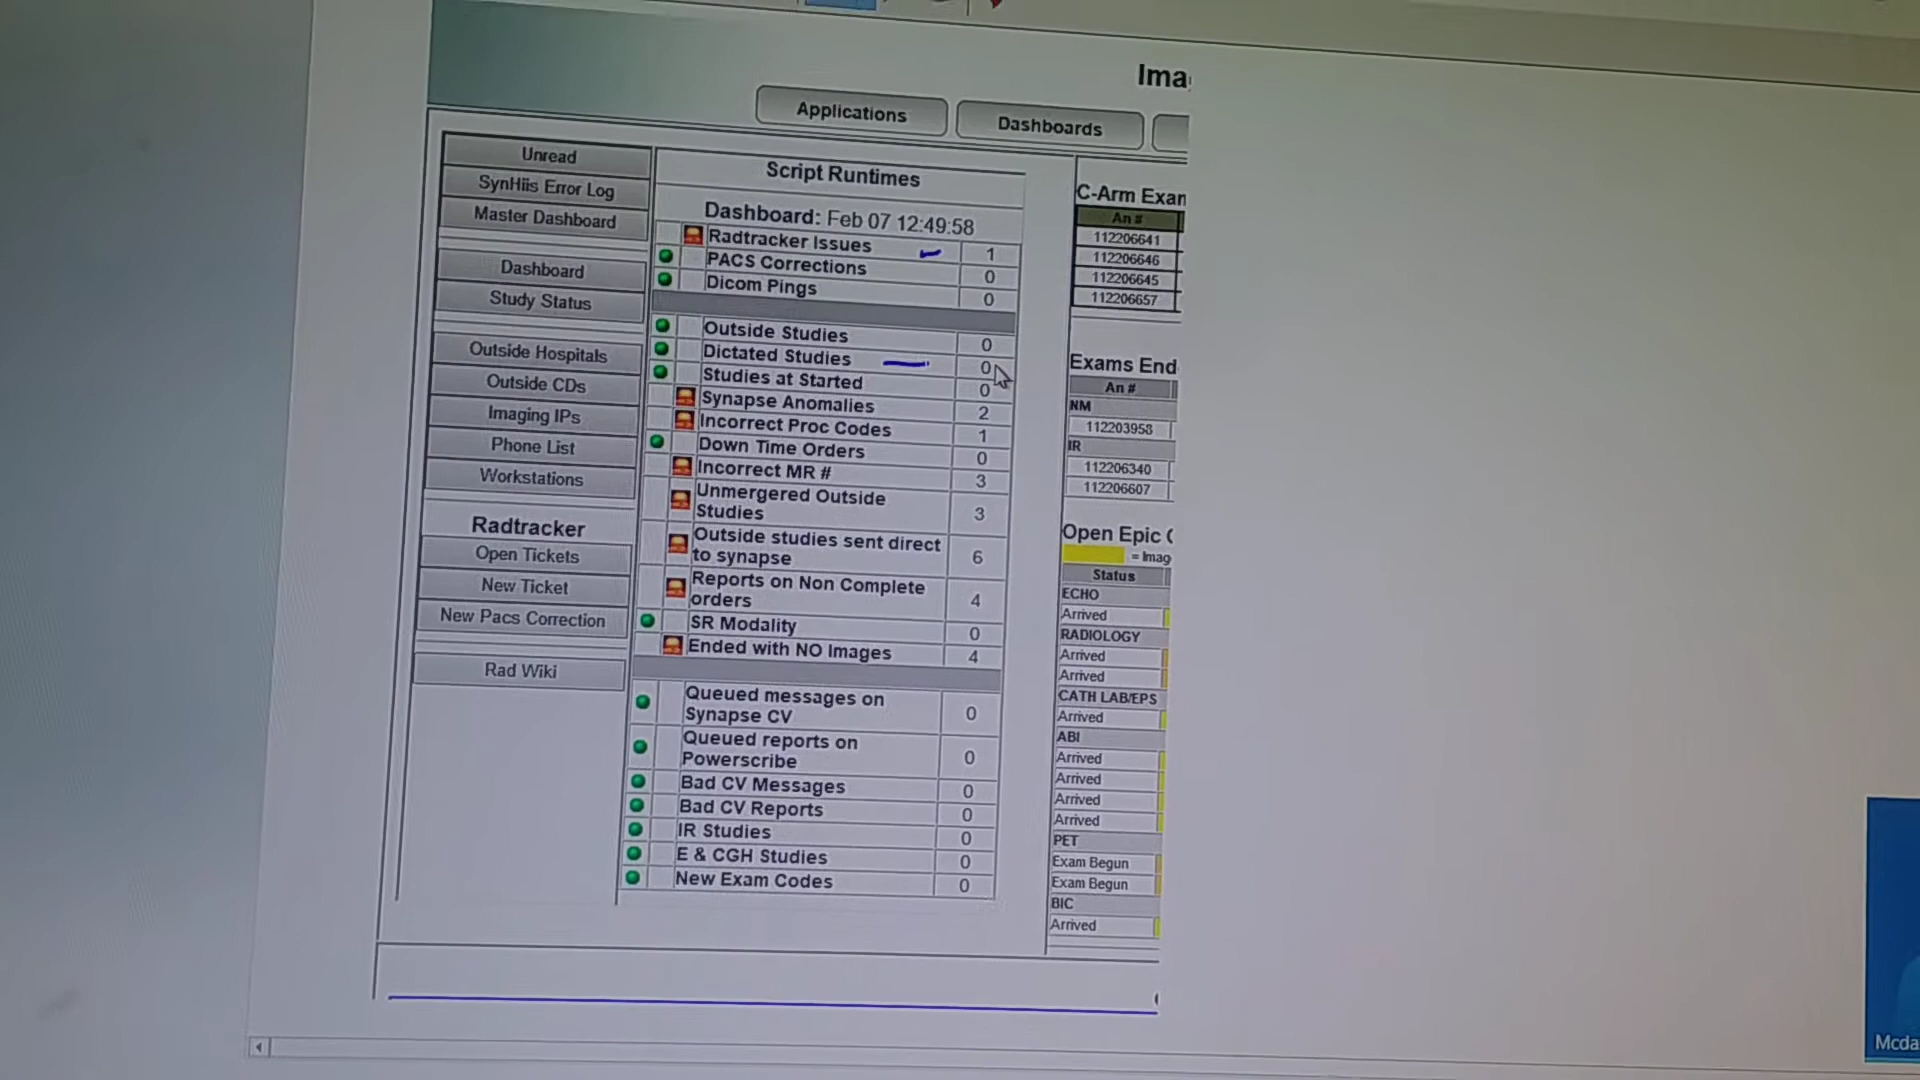 Ima
Applications
Dashboards
Unread
SynHiis Error Log
Master Dashboard
Dashboard
Study Status
Outside Hospitals
Outside CDs
Imaging IPs
Phone List
Workstations
Radtracker
Open Tickets
New Ticket
New Pacs Correction
Rad Wiki
Script Runtimes
Dashboard: Feb 07 12:49:58
Radtracker Issues 1
PACS Corrections 0
Dicom Pings 0
Outside Studies 0
Dictated Studies 0
Studies at Started 0
Synapse Anomalies 2
Incorrect Proc Codes 1
Down Time Orders 0
Incorrect MR # 3
Unmergered Outside
Studies 3
Outside studies sent direct
to synapse 6
Reports on Non Complete
orders 4
SR Modality 0
Ended with NO Images 4
Queued messages on
Synapse CV 0
Queued reports on
Powerscribe 0
Bad CV Messages 0
Bad CV Reports 0
IR Studies 0
E & CGH Studies 0
New Exam Codes 0
C-Arm Exan
An #
112206641
112206646
112206645
112206657
Exams End
An #
NM
112203958
IR
112206340
112206607
Open Epic
= Imag
Status
ECHO
Arrived
RADIOLOGY
Arrived
Arrived
CATH LAB/EPS
Arrived
ABI
Arrived
Arrived
Arrived
Arrived
PET
Exam Begun
Exam Begun
BIC
Arrived
Mcda